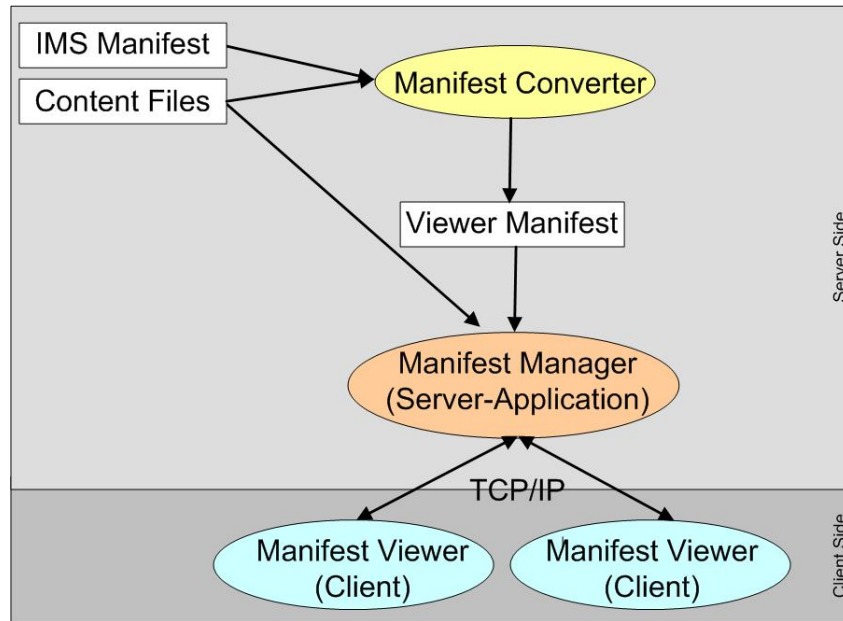 IMS Manifest
Content Files
Manifest Converter
Viewer Manifest
Server Side
Manifest Manager
(Server-Application)
TCP/IP
Manifest Viewer
(Client)
Manifest Viewer
(Client)
Client Side